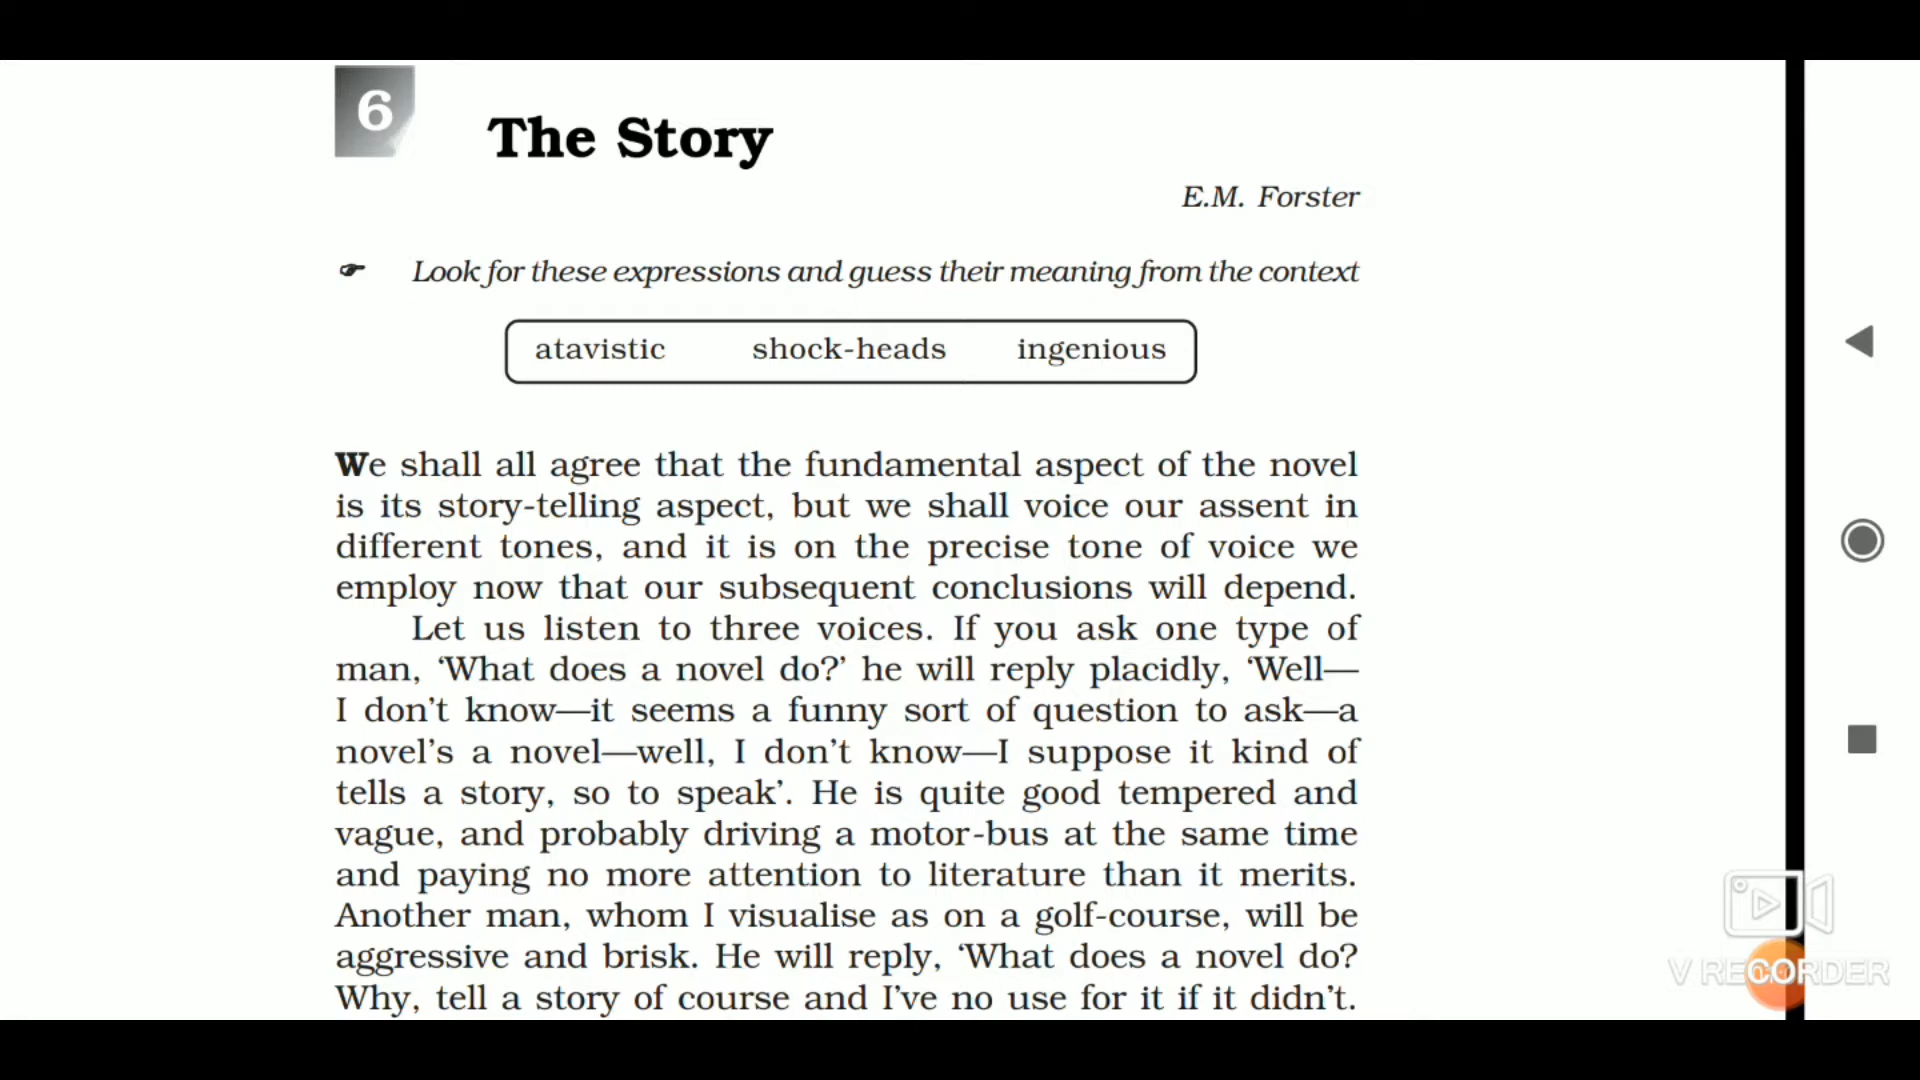 6
The Story
E.M. Forster
☛ Look for these expressions and guess their meaning from the context
atavistic shock-heads ingenious
We shall all agree that the fundamental aspect of the novel
is its story-telling aspect, but we shall voice our assent in
different tones, and it is on the precise tone of voice we
employ now that our subsequent conclusions will depend.
Let us listen to three voices. If you ask one type of
man, ‘What does a novel do?’ he will reply placidly, ‘Well—
I don’t know—it seems a funny sort of question to ask—a
novel’s a novel—well, I don’t know—I suppose it kind of
tells a story, so to speak’. He is quite good tempered and
vague, and probably driving a motor-bus at the same time
and paying no more attention to literature than it merits.
Another man, whom I visualise as on a golf-course, will be
aggressive and brisk. He will reply, ‘What does a novel do?
Why, tell a story of course and I’ve no use for it if it didn’t.
V RECORDER